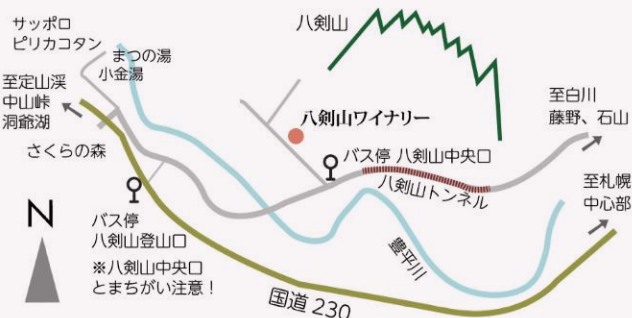 サッポロ
ピリカコタン
まつの湯
小金湯
八剣山
至定山渓
中山峠
洞爺湖
八剣山ワイナリー
至白川
藤野、石山
さくらの森
バス停 八剣山中央口
八剣山トンネル
至札幌
中心部
N
バス停
八剣山登山口
※八剣山中央口
とまちがい注意！
豊平川
国道 230